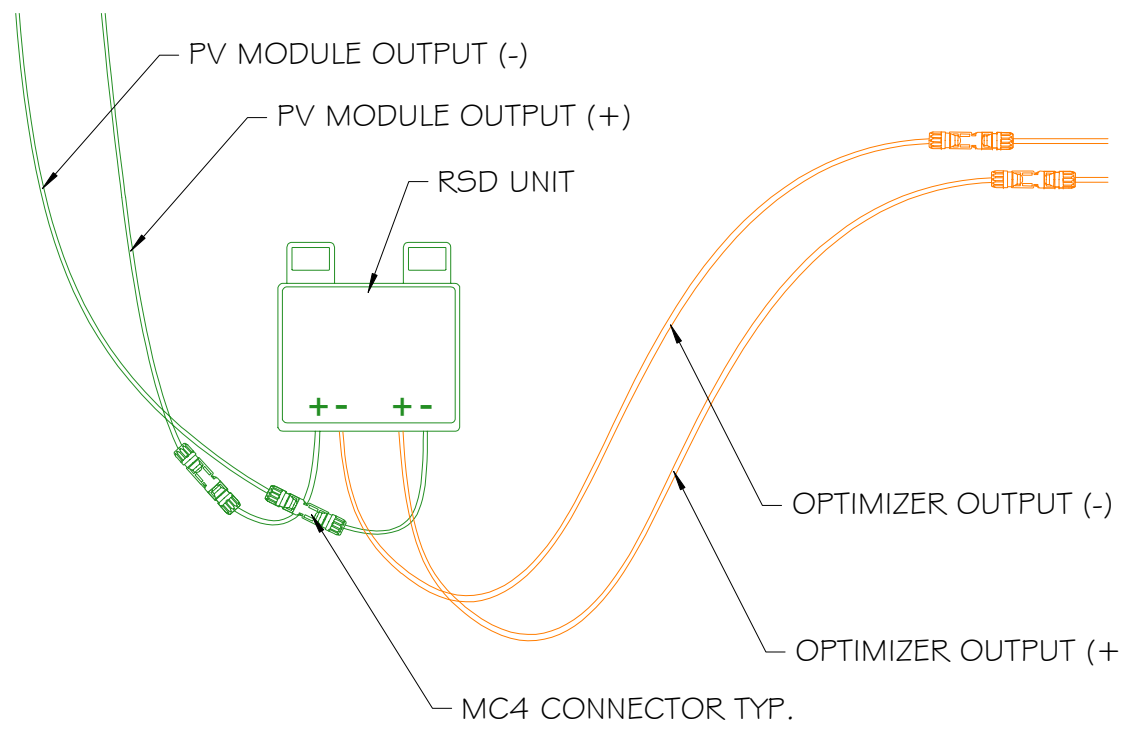 PV MODULE OUTPUT (-)
PV MODULE OUTPUT (+)
RSD UNIT
+ - + -
OPTIMIZER OUTPUT (-)
OPTIMIZER OUTPUT (+
MC4 CONNECTOR TYP.